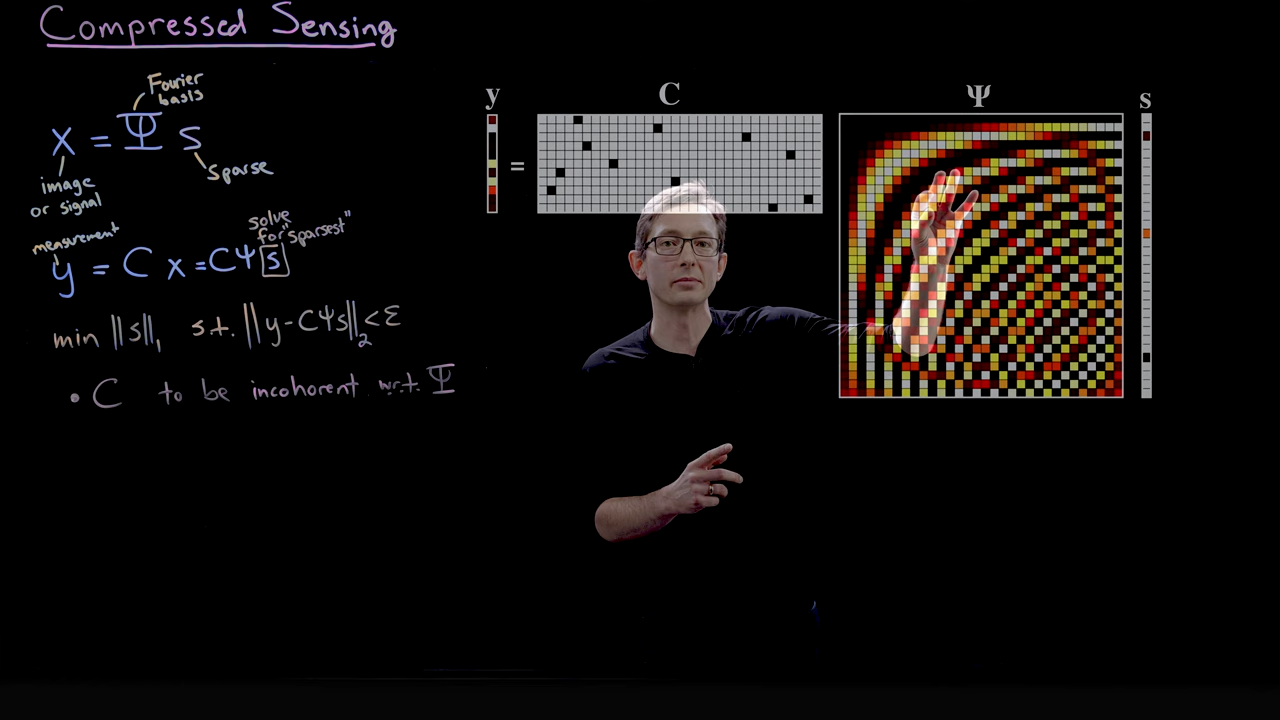 Compressed Sensing
Fourier
basis
x = Ψ s
image
or signal
sparse
measurement
solve
for "sparsest"
y = C x = CΨ s
min ||s||₁ s.t. ||y-CΨs||₂ < ε
• C to be incohorent w.r.t. Ψ
y = C Ψ s